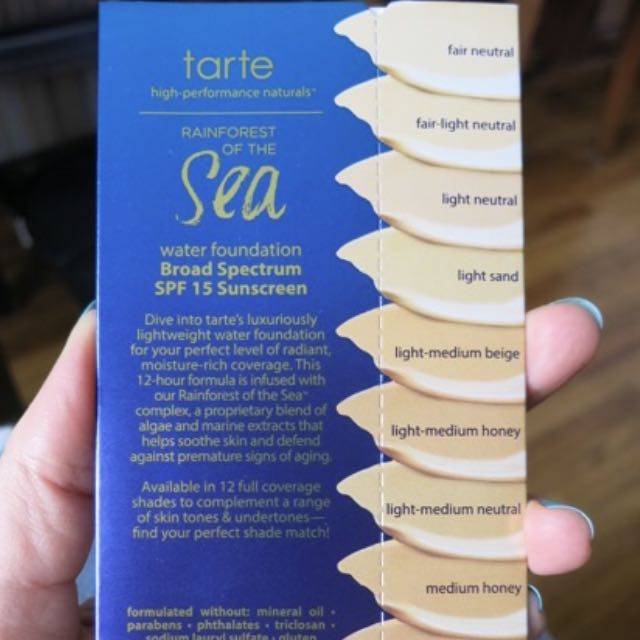 tarte
high-performance naturals™
RAINFOREST
OF THE
Sea
water foundation
Broad Spectrum
SPF 15 Sunscreen
Dive into tarte's luxuriously
lightweight water foundation
for your perfect level of radiant,
moisture-rich coverage. This
12-hour formula is infused with
our Rainforest of the Sea™
complex, a proprietary blend of
algae and marine extracts that
helps soothe skin and defend
against premature signs of aging.
Available in 12 full coverage
shades to complement a range
of skin tones & undertones—
find your perfect shade match!
formulated without: mineral oil •
parabens • phthalates • triclosan •
sodium lauryl sulfate • gluten
fair neutral
fair-light neutral
light neutral
light sand
light-medium beige
light-medium honey
light-medium neutral
medium honey